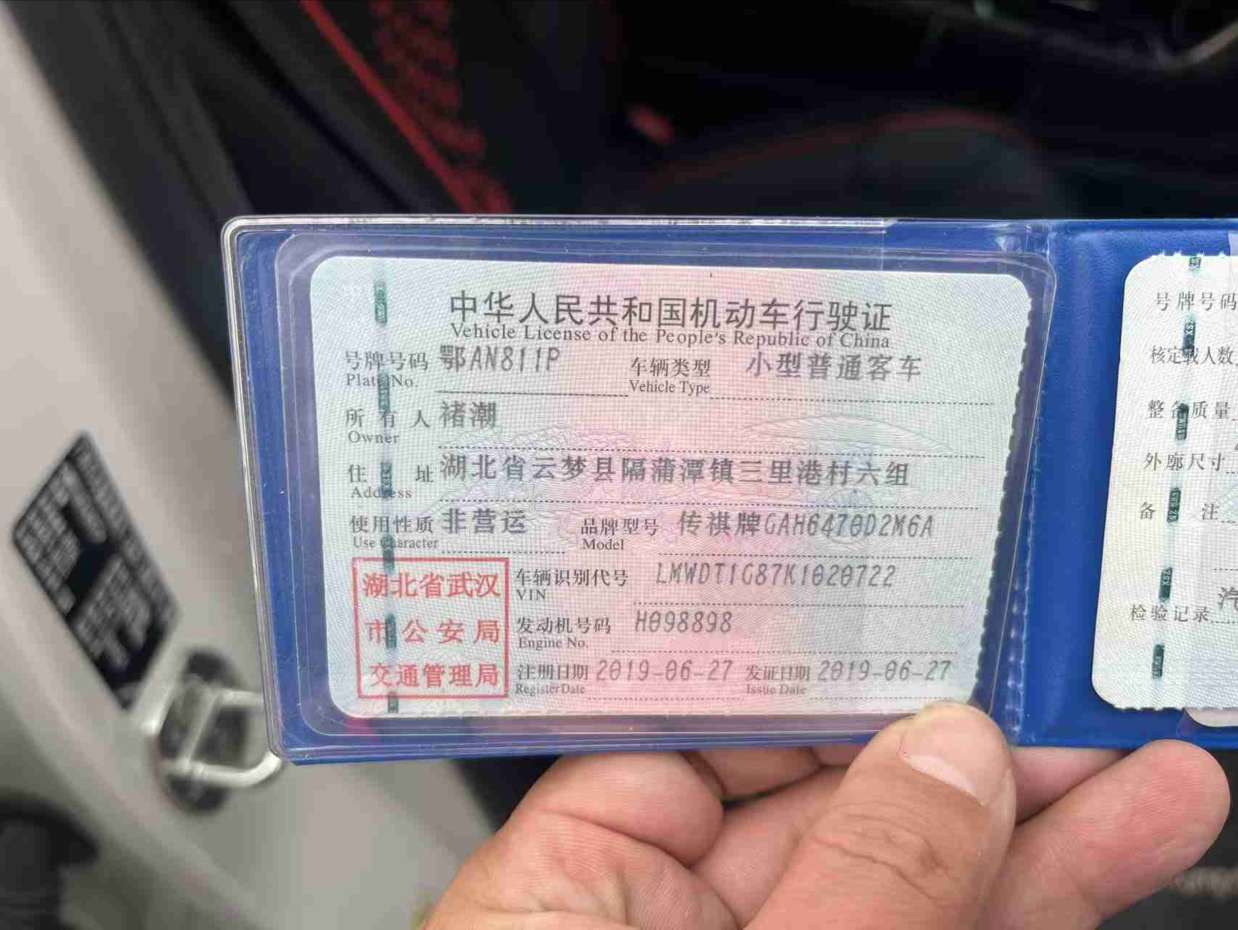 中华人民共和国机动车行驶证
Vehicle License of the People's Republic of China
号牌号码 鄂AN811P 车辆类型 小型普通客车
Plate No. Vehicle Type
所有人 褚潮
Owner
住址 湖北省云梦县隔蒲潭镇三里港村六组
Address
使用性质 非营运 品牌型号 传祺牌GAH6470D2M6A
Use Character Model
湖北省武汉
市公安局
交通管理局
车辆识别代号 LMWDT1G87K1020722
VIN
发动机号码 H098898
Engine No.
注册日期 2019-06-27 发证日期 2019-06-27
Register Date Issue Date
号牌号码
核定载人数
整备质量
外廓尺寸
备注
检验记录